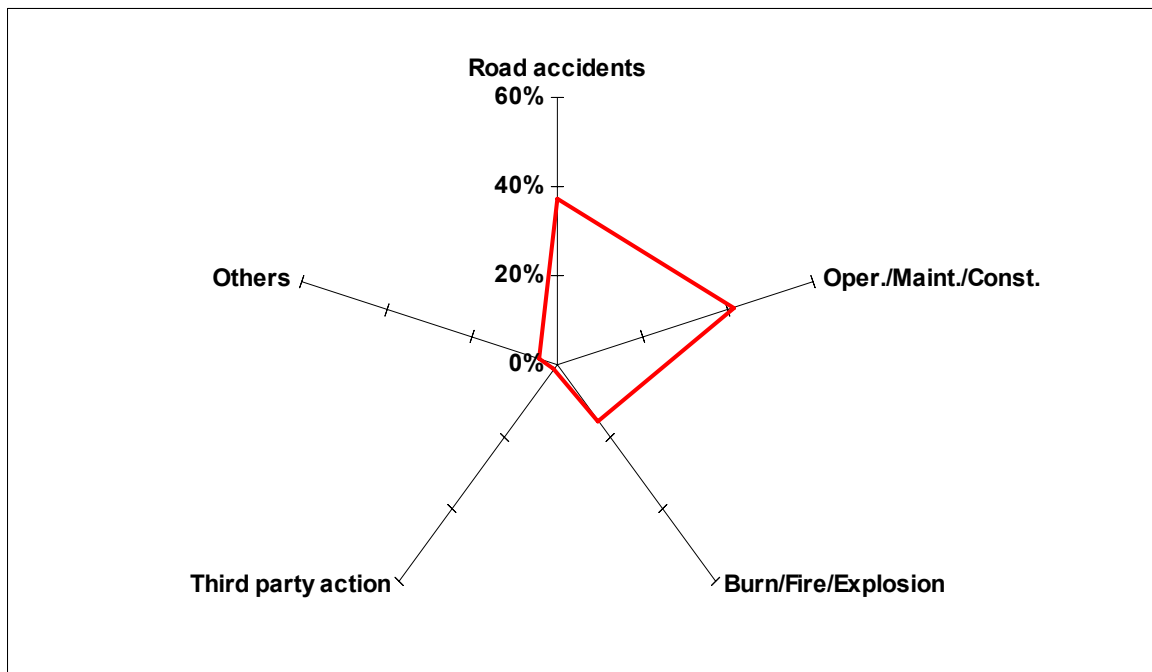 Road accidents
60%
40%
20%
0%
Others
Oper./Maint./Const.
Third party action
Burn/Fire/Explosion